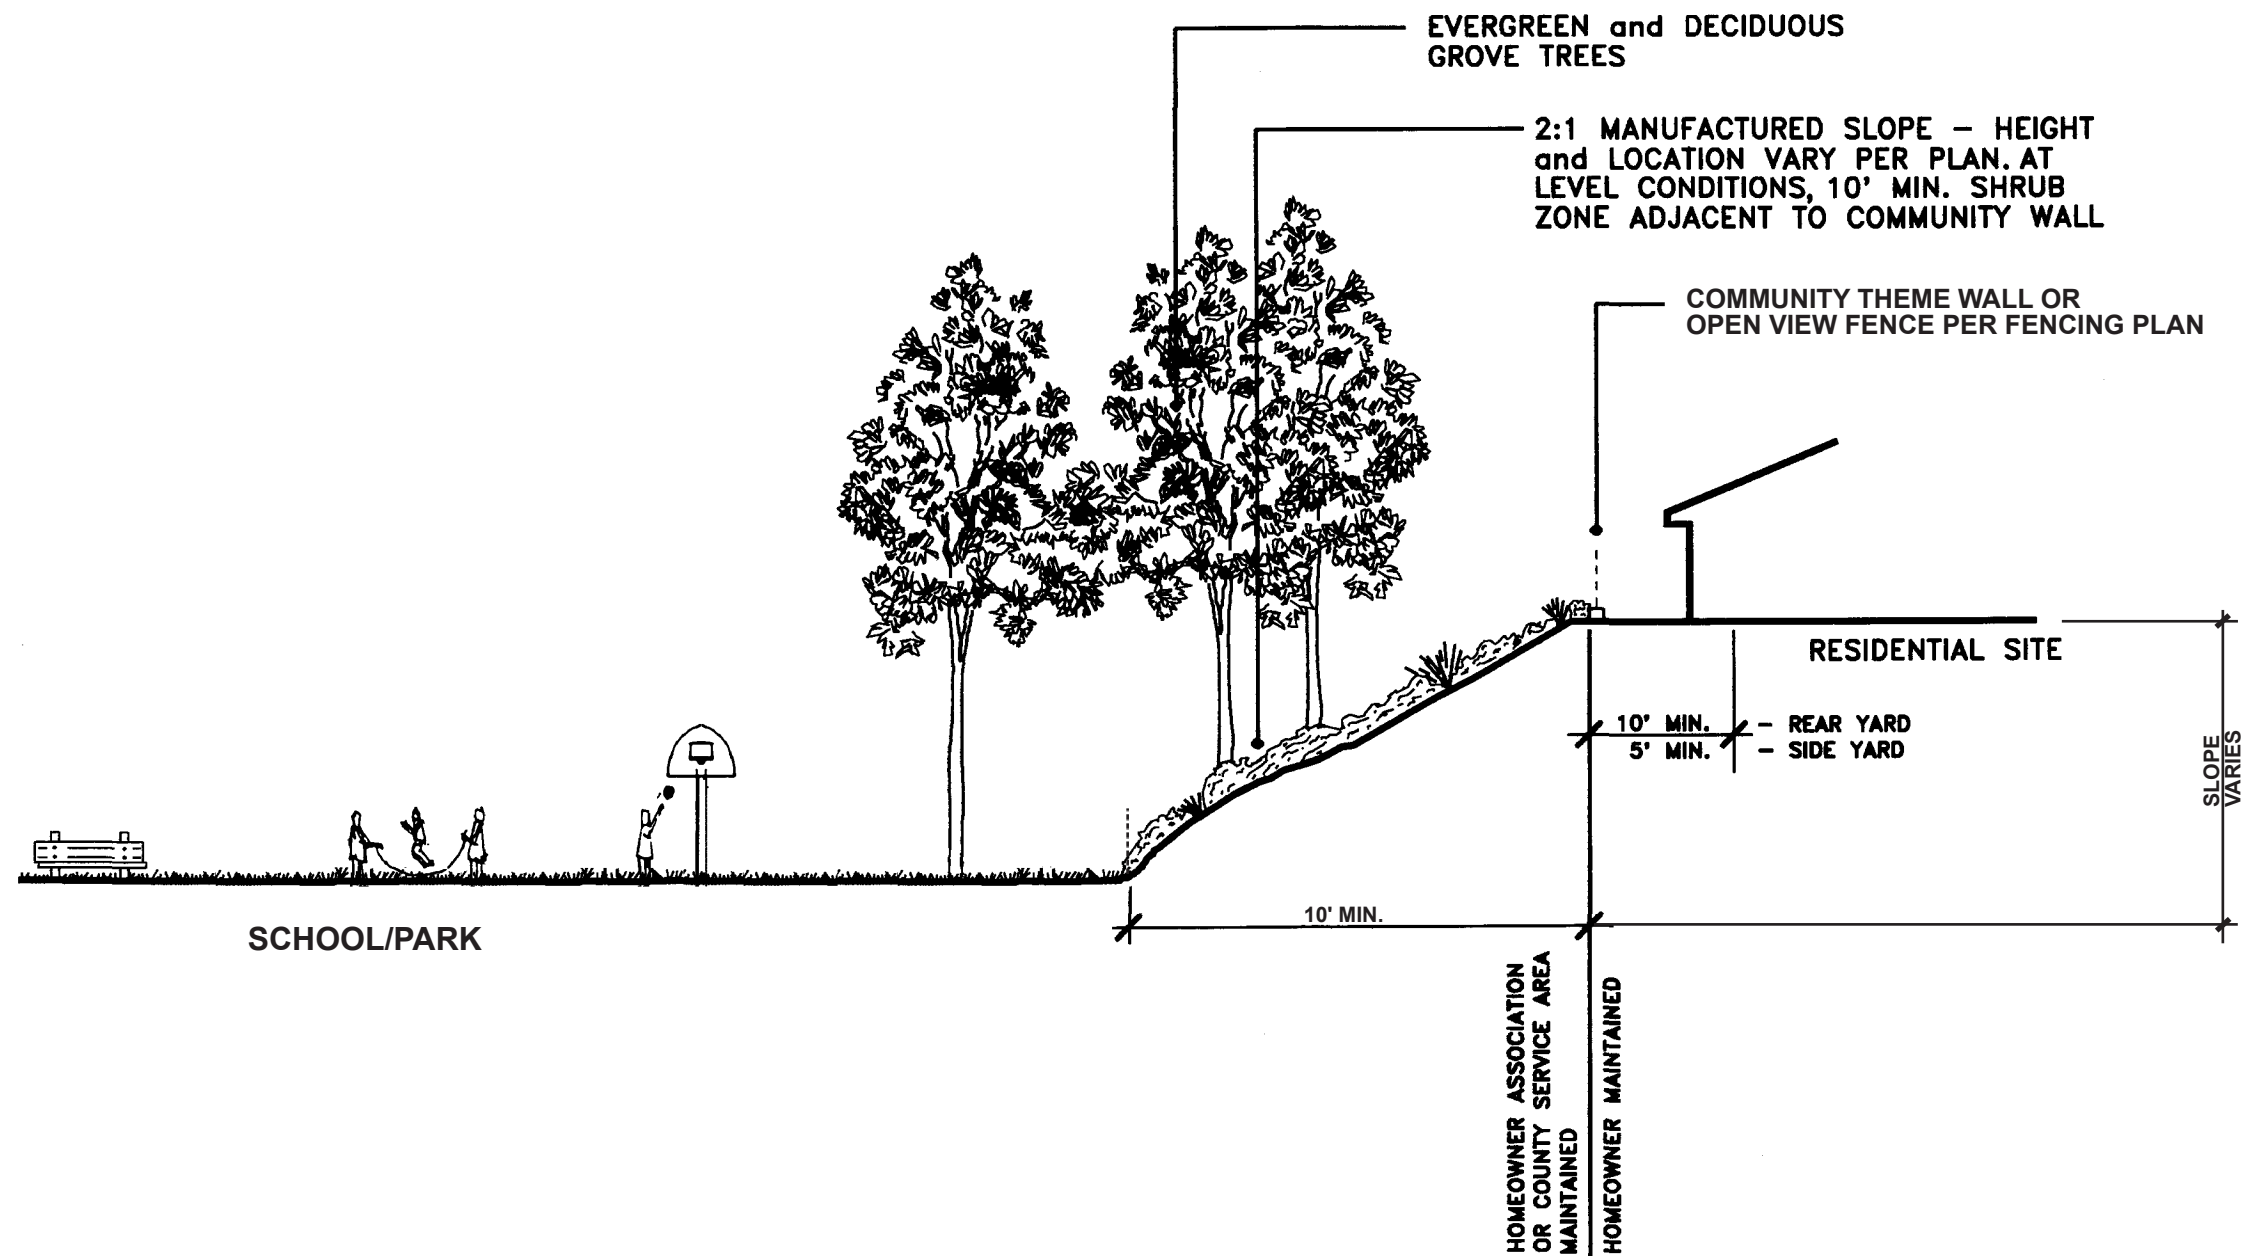 EVERGREEN and DECIDUOUS
GROVE TREES
2:1 MANUFACTURED SLOPE – HEIGHT
and LOCATION VARY PER PLAN. AT
LEVEL CONDITIONS, 10' MIN. SHRUB
ZONE ADJACENT TO COMMUNITY WALL
COMMUNITY THEME WALL OR
OPEN VIEW FENCE PER FENCING PLAN
RESIDENTIAL SITE
10' MIN. – REAR YARD
5' MIN. – SIDE YARD
SLOPE
VARIES
10' MIN.
SCHOOL/PARK
HOMEOWNER ASSOCIATION
OR COUNTY SERVICE AREA
MAINTAINED
HOMEOWNER MAINTAINED